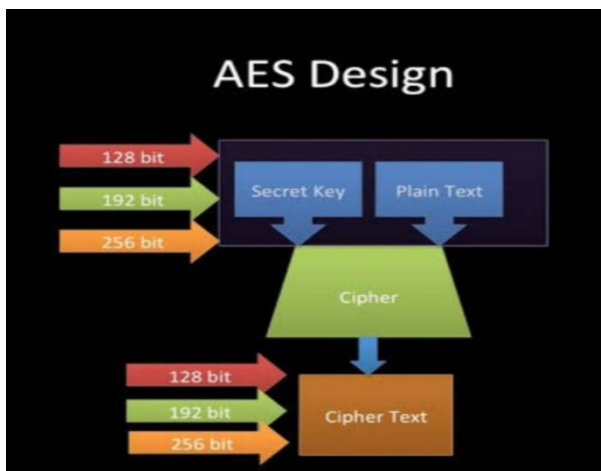 AES Design
128 bit
192 bit
256 bit
Secret Key
Plain Text
Cipher
128 bit
192 bit
256 bit
Cipher Text